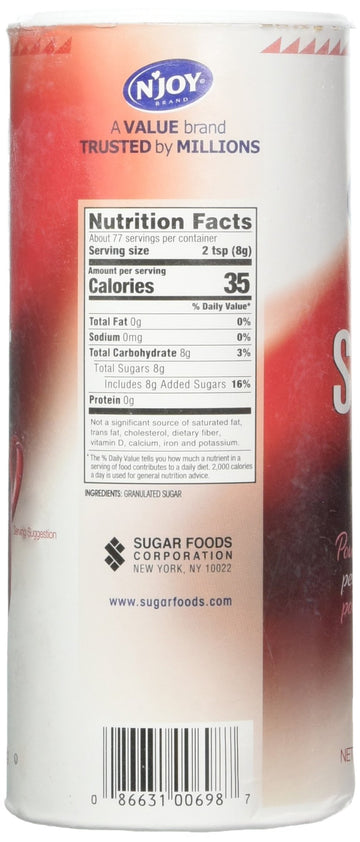 N'JOY
BRAND
A VALUE brand
TRUSTED by MILLIONS
Nutrition Facts
About 77 servings per container
Serving size 2 tsp (8g)
Amount per serving
Calories 35
% Daily Value*
Total Fat 0g 0%
Sodium 0mg 0%
Total Carbohydrate 8g 3%
Total Sugars 8g
Includes 8g Added Sugars 16%
Protein 0g
Not a significant source of saturated fat,
trans fat, cholesterol, dietary fiber,
vitamin D, calcium, iron and potassium.
*The % Daily Value tells you how much a nutrient in a
serving of food contributes to a daily diet. 2,000 calories
a day is used for general nutrition advice.
INGREDIENTS: GRANULATED SUGAR
Serving Suggestion
SUGAR FOODS
CORPORATION
NEW YORK, NY 10022
www.sugarfoods.com
0 86631 00698 7